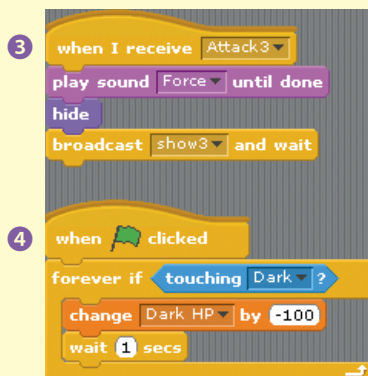 3
when I receive Attack3
play sound Force until done
hide
broadcast show3 and wait
4
when clicked
forever if touching Dark ?
change Dark HP by -100
wait 1 secs